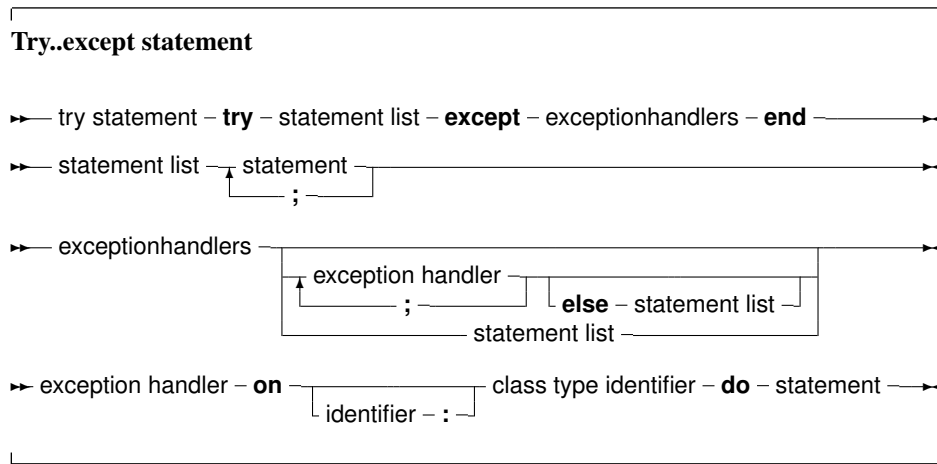 Try..except statement
try statement – try – statement list – except – exceptionhandlers – end
statement list statement
;
exceptionhandlers
exception handler
; else – statement list
statement list
exception handler – on class type identifier – do – statement
identifier – :